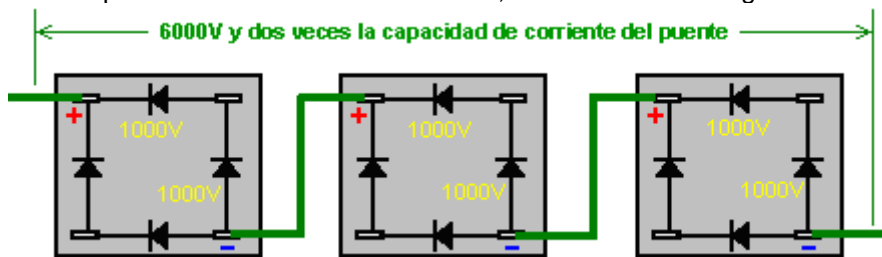 6000V y dos veces la capacidad de corriente del puente
+ 1000V 1000V -
+ 1000V 1000V -
+ 1000V 1000V -